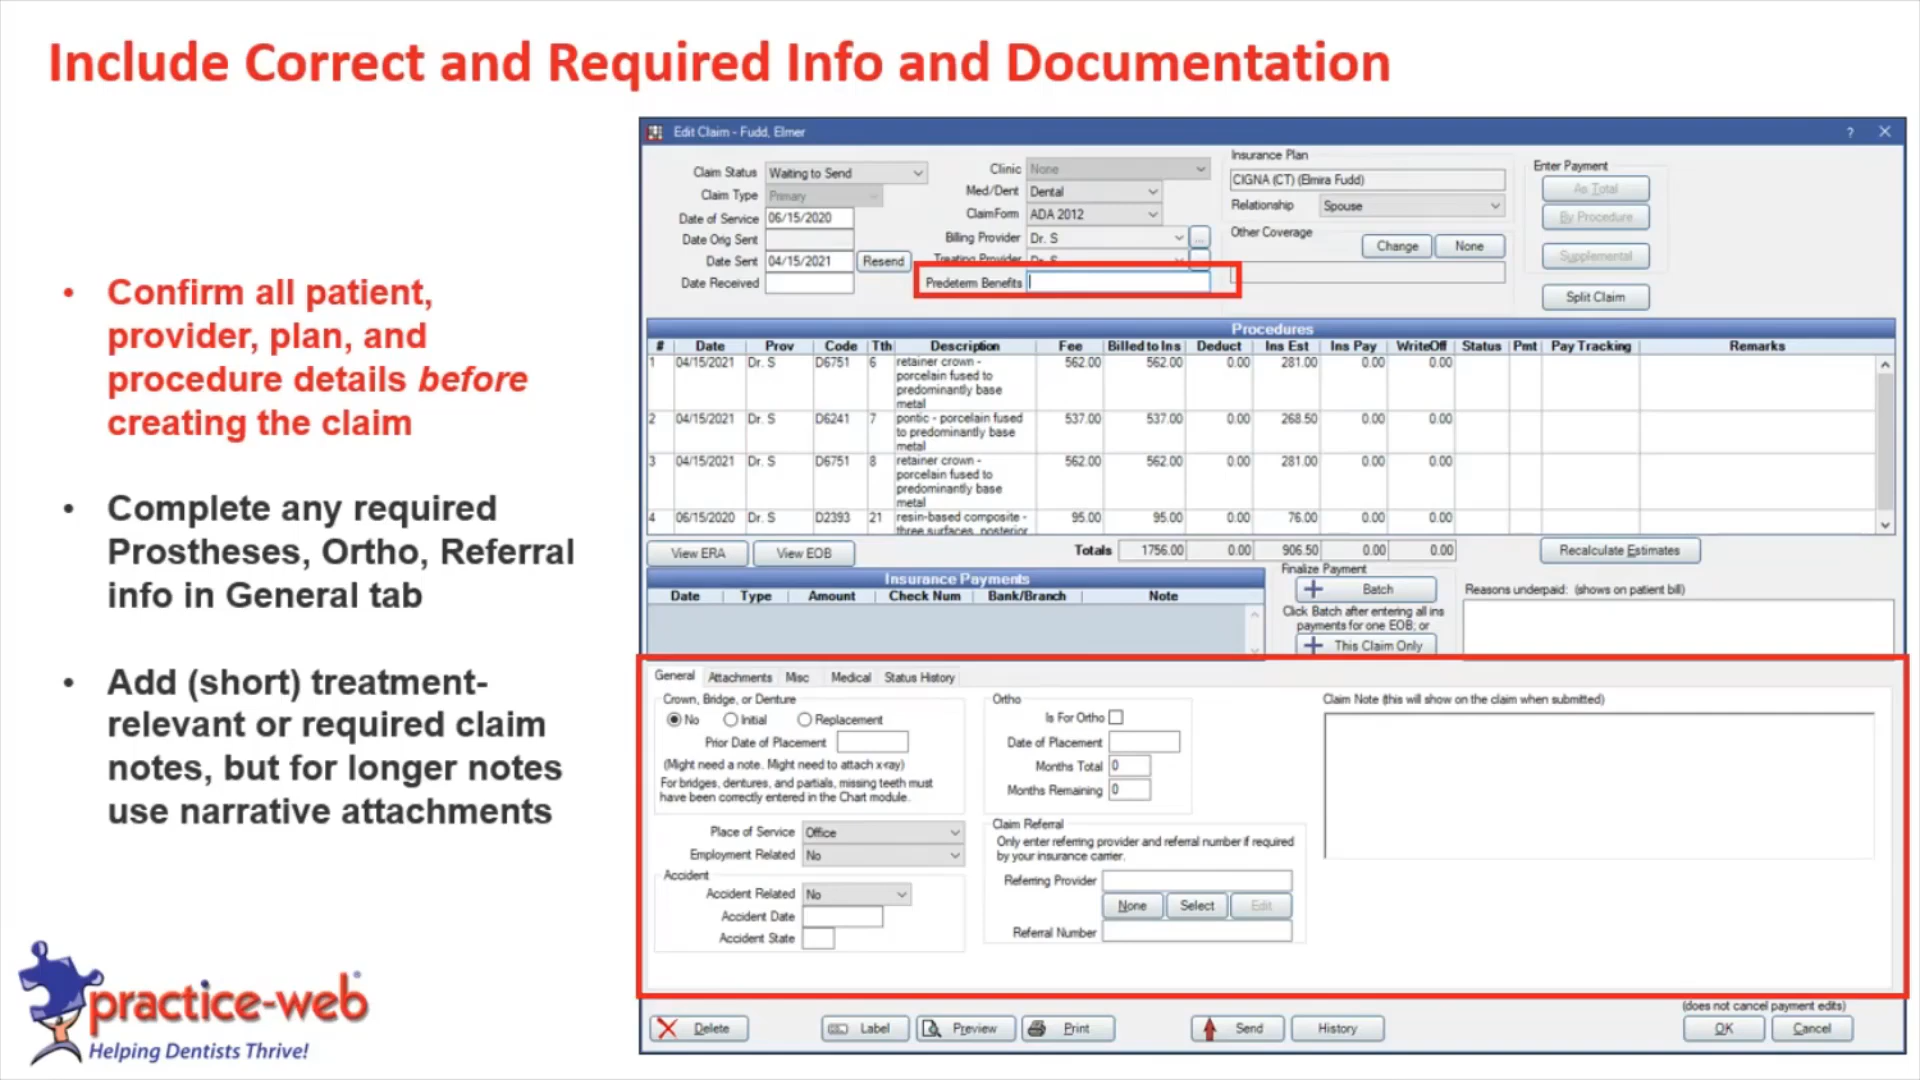 Include Correct and Required Info and Documentation
• Confirm all patient,
provider, plan, and
procedure details before
creating the claim
• Complete any required
Prostheses, Ortho, Referral
info in General tab
• Add (short) treatment-
relevant or required claim
notes, but for longer notes
use narrative attachments
practice-web®
Helping Dentists Thrive!
Edit Claim - Fudd, Elmer
? X
Claim Status Waiting to Send
Claim Type Primary
Date of Service 06/15/2020
Date Orig Sent
Date Sent 04/15/2021 Resend
Date Received
Clinic None
Med/Dent Dental
ClaimForm ADA 2012
Billing Provider Dr. S ...
Treating Provider Dr. S
Predeterm Benefits
Insurance Plan
CIGNA (CT) (Elmira Fudd)
Relationship Spouse
Other Coverage
Change None
Enter Payment
As Total
By Procedure
Supplemental
Split Claim
Procedures
# Date Prov Code Tth Description Fee Billed to Ins Deduct Ins Est Ins Pay WriteOff Status Pmt Pay Tracking Remarks
1 04/15/2021 Dr. S D6751 6 retainer crown - 562.00 562.00 0.00 281.00 0.00 0.00
porcelain fused to
predominantly base
metal
2 04/15/2021 Dr. S D6241 7 pontic - porcelain fused 537.00 537.00 0.00 268.50 0.00 0.00
to predominantly base
metal
3 04/15/2021 Dr. S D6751 8 retainer crown - 562.00 562.00 0.00 281.00 0.00 0.00
porcelain fused to
predominantly base
metal
4 06/15/2020 Dr. S D2393 21 resin-based composite - 95.00 95.00 0.00 76.00 0.00 0.00
three surfaces, posterior
View ERA View EOB
Totals 1756.00 0.00 906.50 0.00 0.00
Recalculate Estimates
Insurance Payments
Date Type Amount Check Num Bank/Branch Note
Finalize Payment
Batch
Click Batch after entering all ins
payments for one EOB; or
This Claim Only
Reasons underpaid: (shows on patient bill)
General Attachments Misc Medical Status History
Crown, Bridge, or Denture
No Initial Replacement
Prior Date of Placement
(Might need a note. Might need to attach x-ray)
For bridges, dentures, and partials, missing teeth must
have been correctly entered in the Chart module.
Place of Service Office
Employment Related No
Accident
Accident Related No
Accident Date
Accident State
Ortho
Is For Ortho
Date of Placement
Months Total 0
Months Remaining 0
Claim Referral
Only enter referring provider and referral number if required
by your insurance carrier.
Referring Provider
None Select Edit
Referral Number
Claim Note (this will show on the claim when submitted)
(does not cancel payment edits)
Delete Label Preview Print Send History OK Cancel